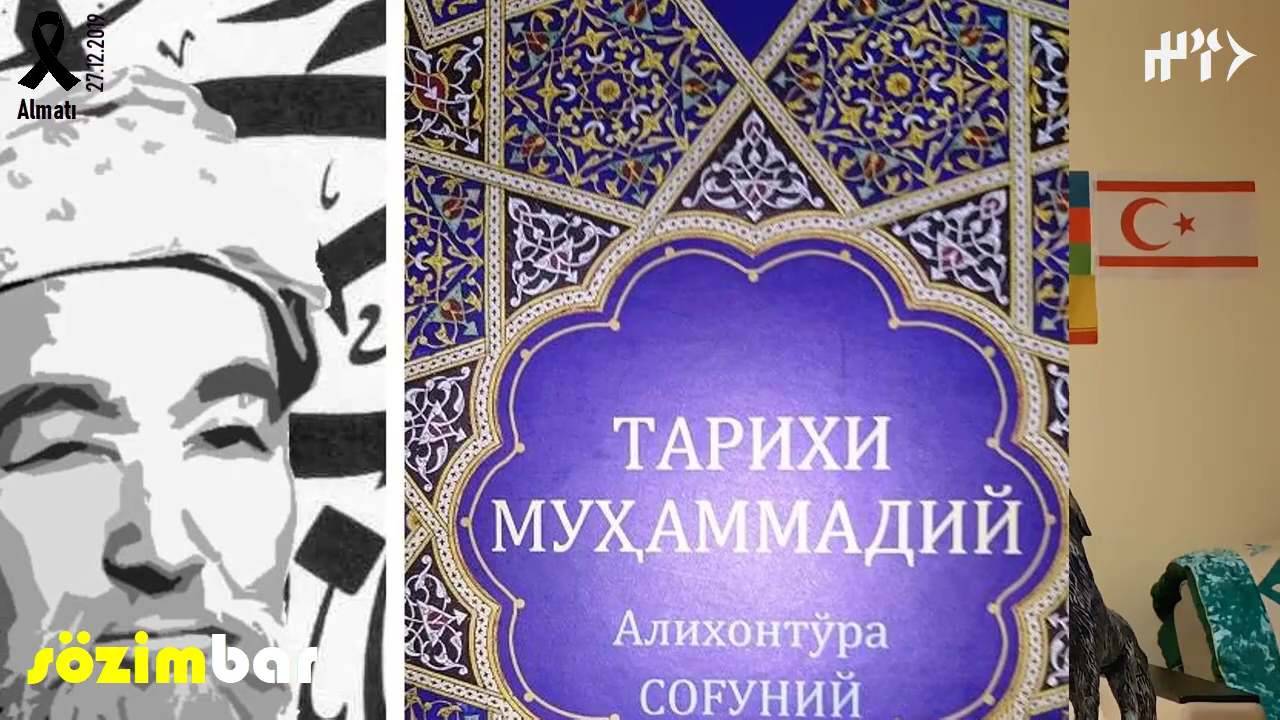 27.12.2019
Almatı
ТАРИХИ
МУҲАММАДИЙ
Алихонтўра
СОҒУНИЙ
sözimbar